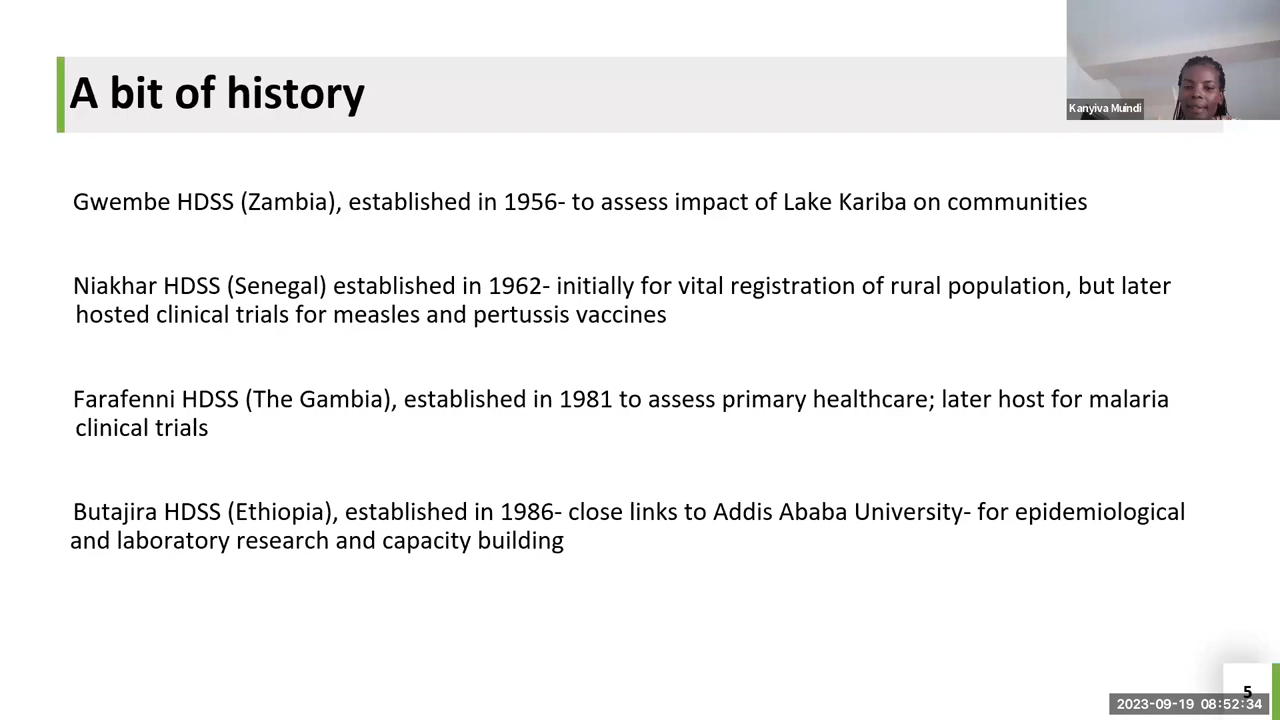 A bit of history
Kanyiva Muindi
Gwembe HDSS (Zambia), established in 1956- to assess impact of Lake Kariba on communities
Niakhar HDSS (Senegal) established in 1962- initially for vital registration of rural population, but later
hosted clinical trials for measles and pertussis vaccines
Farafenni HDSS (The Gambia), established in 1981 to assess primary healthcare; later host for malaria
clinical trials
Butajira HDSS (Ethiopia), established in 1986- close links to Addis Ababa University- for epidemiological
and laboratory research and capacity building
5
2023-09-19 08:52:34